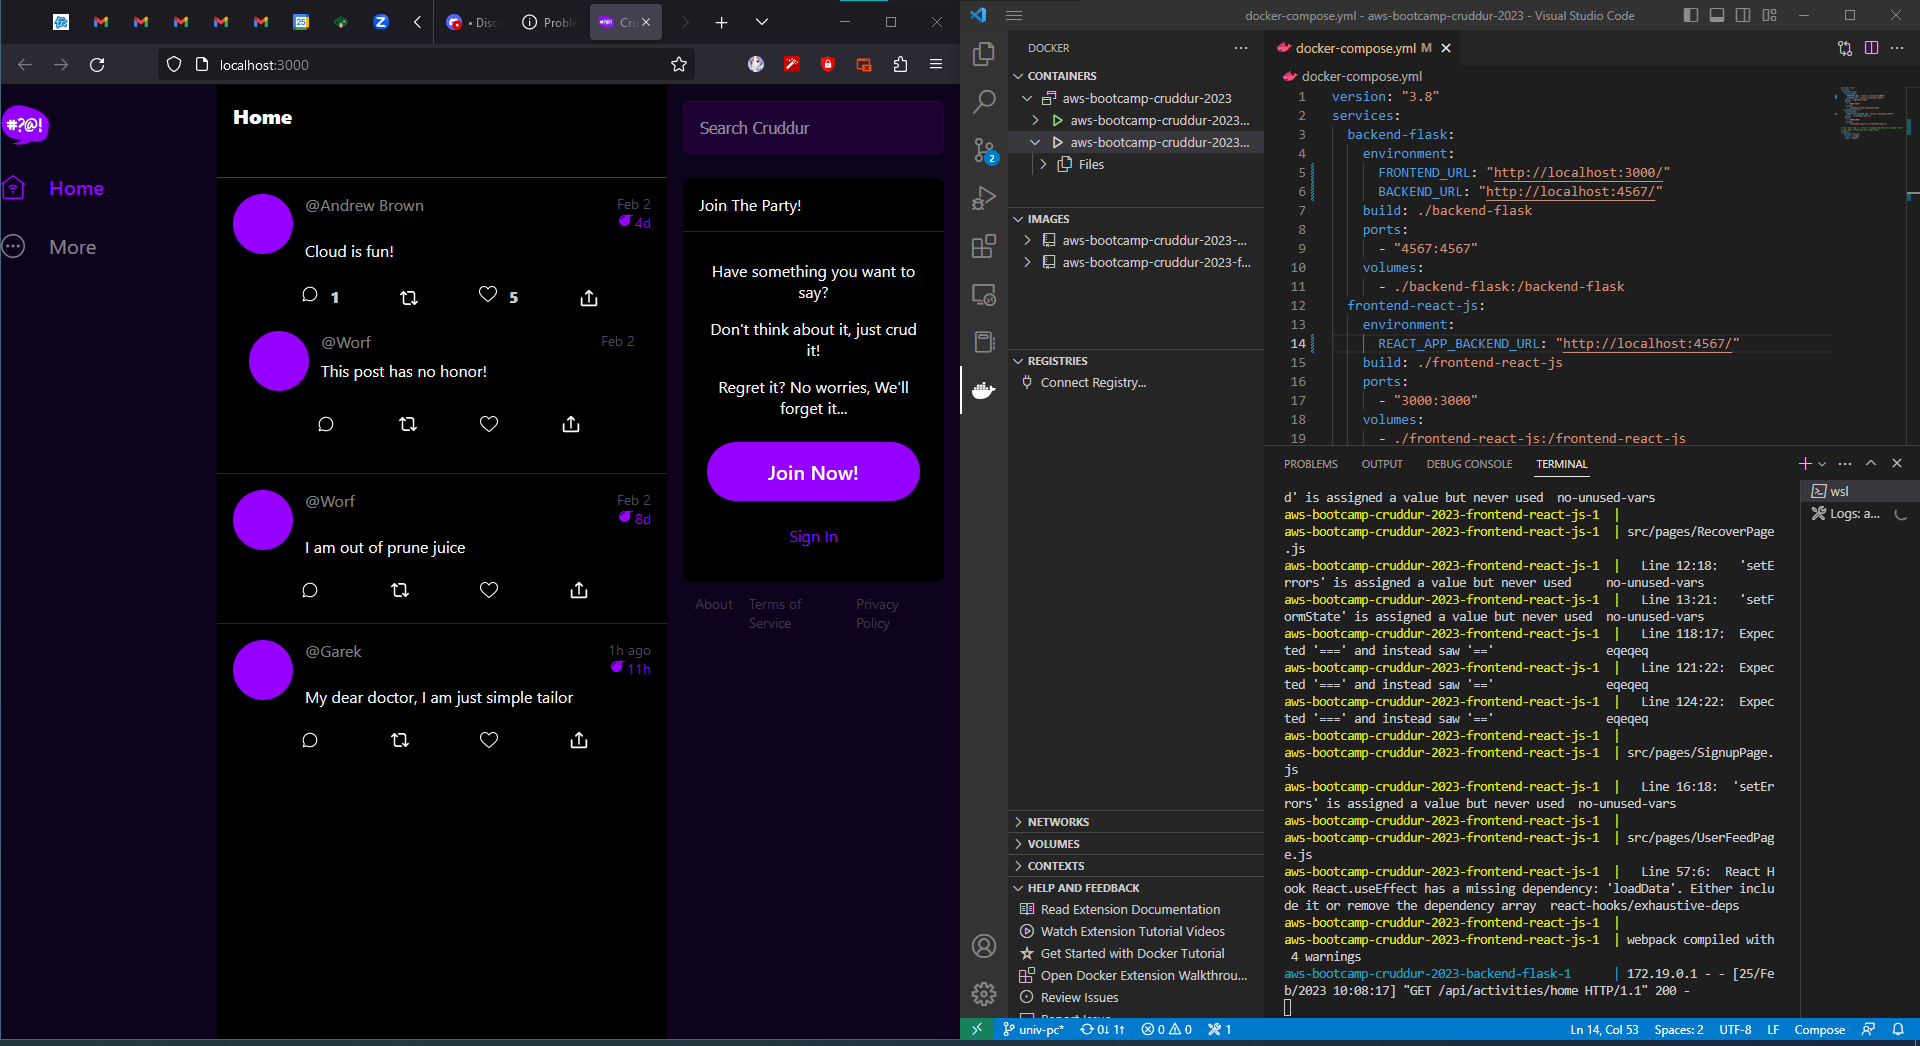 Disc
Proble
Cru
localhost:3000
#?@!
Home
More
Home
@Andrew Brown
Feb 2
4d
Cloud is fun!
1
5
@Worf
Feb 2
This post has no honor!
@Worf
Feb 2
8d
I am out of prune juice
@Garek
1h ago
11h
My dear doctor, I am just simple tailor
Search Cruddur
Join The Party!
Have something you want to
say?
Don't think about it, just crud
it!
Regret it? No worries, We'll
forget it...
Join Now!
Sign In
About
Terms of
Service
Privacy
Policy
docker-compose.yml - aws-bootcamp-cruddur-2023 - Visual Studio Code
DOCKER
CONTAINERS
aws-bootcamp-cruddur-2023
aws-bootcamp-cruddur-2023...
aws-bootcamp-cruddur-2023...
Files
2
IMAGES
aws-bootcamp-cruddur-2023-...
aws-bootcamp-cruddur-2023-f...
REGISTRIES
Connect Registry...
NETWORKS
VOLUMES
CONTEXTS
HELP AND FEEDBACK
Read Extension Documentation
Watch Extension Tutorial Videos
Get Started with Docker Tutorial
Open Docker Extension Walkthrou...
Review Issues
docker-compose.yml M
docker-compose.yml
1 version: "3.8"
2 services:
3 backend-flask:
4 environment:
5 FRONTEND_URL: "http://localhost:3000/"
6 BACKEND_URL: "http://localhost:4567/"
7 build: ./backend-flask
8 ports:
9 - "4567:4567"
10 volumes:
11 - ./backend-flask:/backend-flask
12 frontend-react-js:
13 environment:
14 REACT_APP_BACKEND_URL: "http://localhost:4567/"
15 build: ./frontend-react-js
16 ports:
17 - "3000:3000"
18 volumes:
19 - ./frontend-react-js:/frontend-react-js
PROBLEMS OUTPUT DEBUG CONSOLE TERMINAL
wsl
Logs: a...
d' is assigned a value but never used no-unused-vars
aws-bootcamp-cruddur-2023-frontend-react-js-1 |
aws-bootcamp-cruddur-2023-frontend-react-js-1 | src/pages/RecoverPage
.js
aws-bootcamp-cruddur-2023-frontend-react-js-1 | Line 12:18: 'setE
rrors' is assigned a value but never used no-unused-vars
aws-bootcamp-cruddur-2023-frontend-react-js-1 | Line 13:21: 'setF
ormState' is assigned a value but never used no-unused-vars
aws-bootcamp-cruddur-2023-frontend-react-js-1 | Line 118:17: Expec
ted '===' and instead saw '==' eqeqeq
aws-bootcamp-cruddur-2023-frontend-react-js-1 | Line 121:22: Expec
ted '===' and instead saw '==' eqeqeq
aws-bootcamp-cruddur-2023-frontend-react-js-1 | Line 124:22: Expec
ted '===' and instead saw '==' eqeqeq
aws-bootcamp-cruddur-2023-frontend-react-js-1 |
aws-bootcamp-cruddur-2023-frontend-react-js-1 | src/pages/SignupPage.
js
aws-bootcamp-cruddur-2023-frontend-react-js-1 | Line 16:18: 'setEr
rors' is assigned a value but never used no-unused-vars
aws-bootcamp-cruddur-2023-frontend-react-js-1 |
aws-bootcamp-cruddur-2023-frontend-react-js-1 | src/pages/UserFeedPag
e.js
aws-bootcamp-cruddur-2023-frontend-react-js-1 | Line 57:6: React H
ook React.useEffect has a missing dependency: 'loadData'. Either inclu
de it or remove the dependency array react-hooks/exhaustive-deps
aws-bootcamp-cruddur-2023-frontend-react-js-1 |
aws-bootcamp-cruddur-2023-frontend-react-js-1 | webpack compiled with
4 warnings
aws-bootcamp-cruddur-2023-backend-flask-1 | 172.19.0.1 - - [25/Fe
b/2023 10:08:17] "GET /api/activities/home HTTP/1.1" 200 -
univ-pc* 0↓ 1↑ 0 0 1
Ln 14, Col 53 Spaces: 2 UTF-8 LF Compose